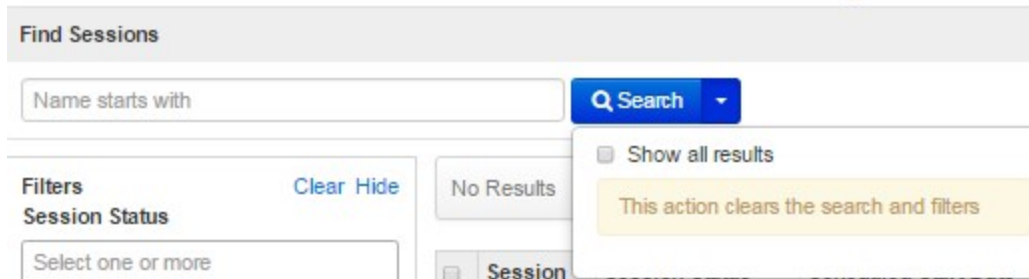 Find Sessions
Name starts with
Search
Show all results
This action clears the search and filters
Filters Clear Hide
Session Status
Select one or more
No Results
Session